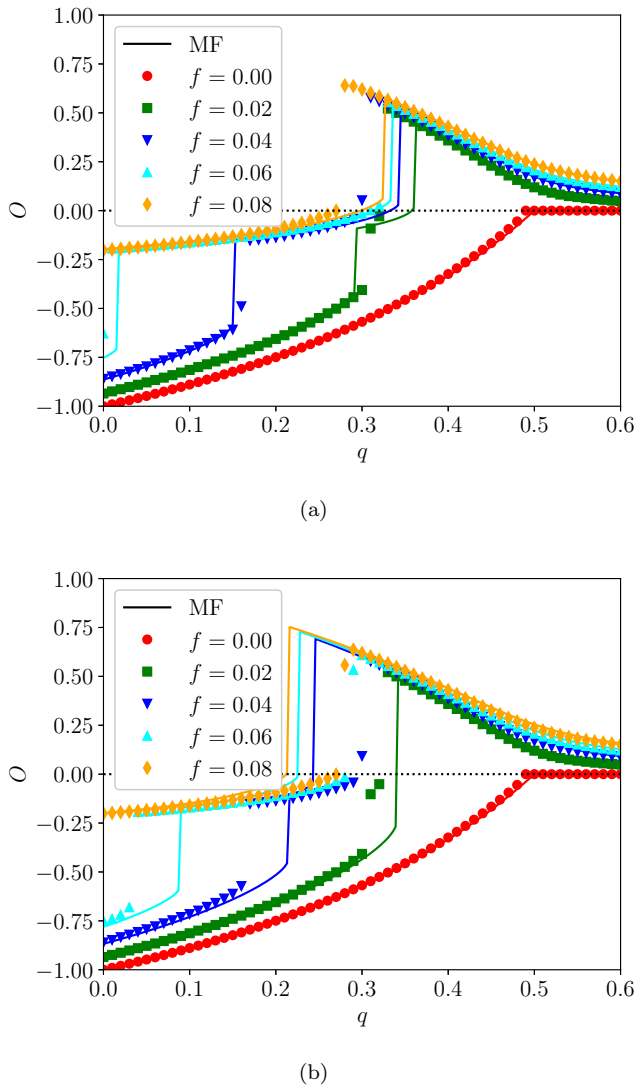 1.00
0.75
0.50
0.25
0.00
−0.25
−0.50
−0.75
−1.00
O
MF
f = 0.00
f = 0.02
f = 0.04
f = 0.06
f = 0.08
0.0 0.1 0.2 0.3 0.4 0.5 0.6
q
(a)
1.00
0.75
0.50
0.25
0.00
−0.25
−0.50
−0.75
−1.00
O
MF
f = 0.00
f = 0.02
f = 0.04
f = 0.06
f = 0.08
0.0 0.1 0.2 0.3 0.4 0.5 0.6
q
(b)